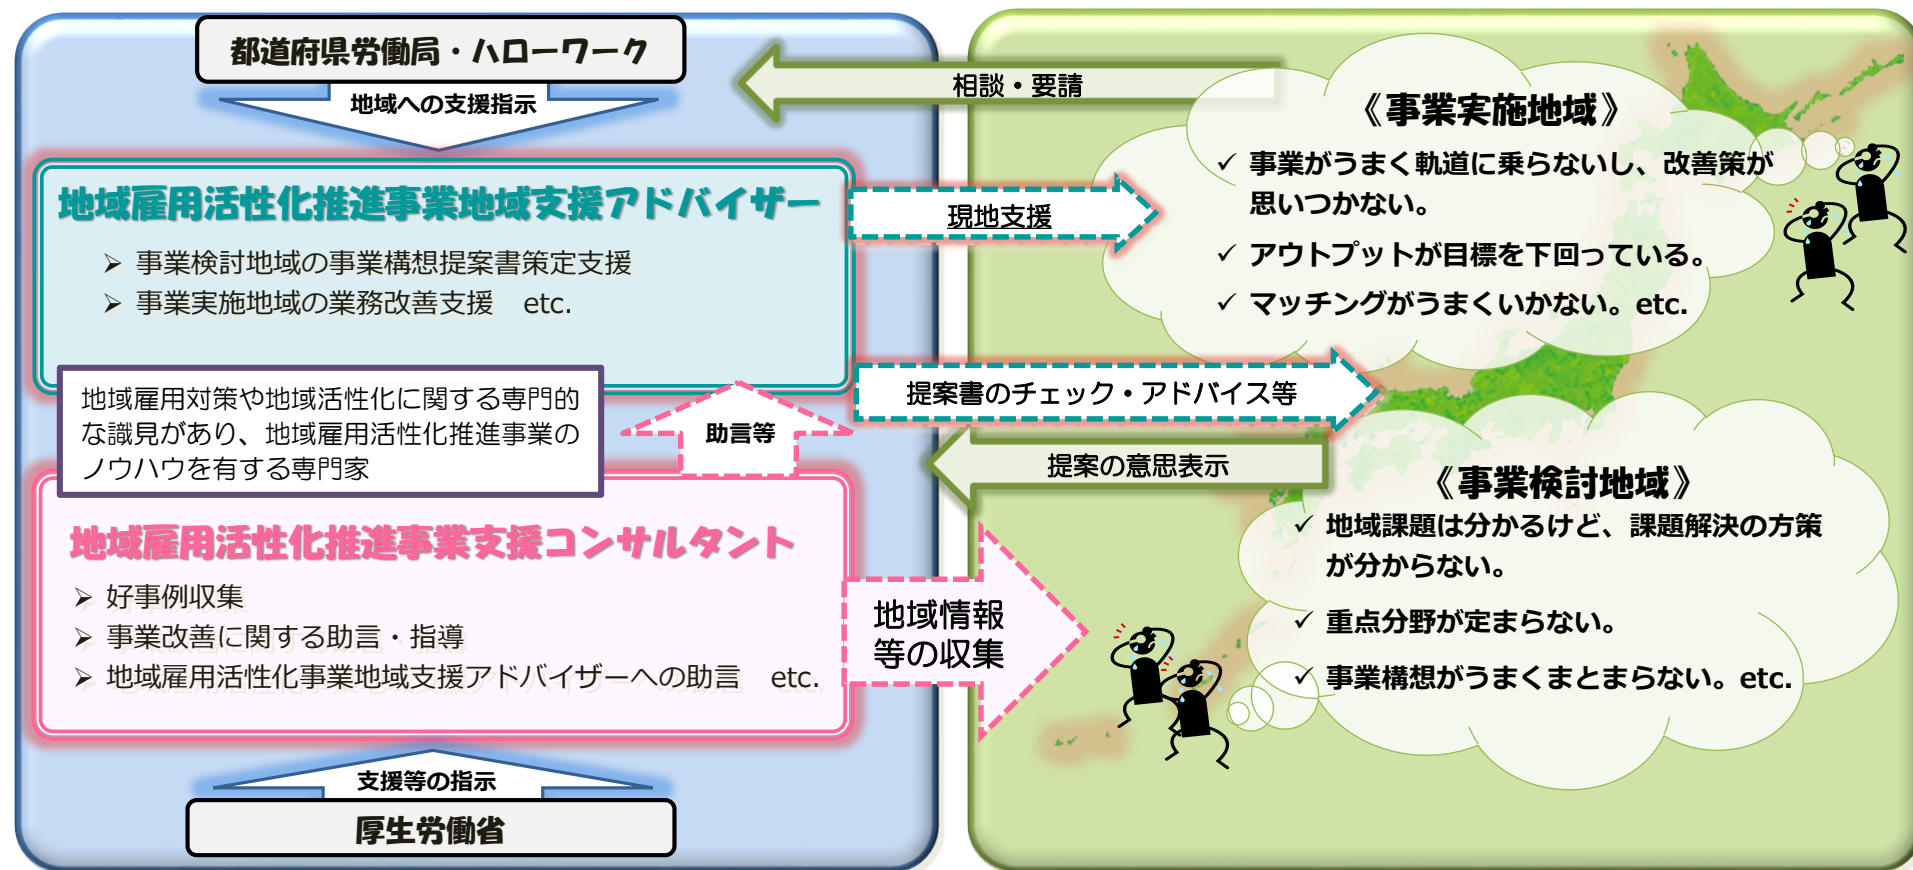 都道府県労働局・ハローワーク
地域への支援指示
地域雇用活性化推進事業地域支援アドバイザー
➢ 事業検討地域の事業構想提案書策定支援
➢ 事業実施地域の業務改善支援　etc.
地域雇用対策や地域活性化に関する専門的
な識見があり、地域雇用活性化推進事業の
ノウハウを有する専門家
助言等
地域雇用活性化推進事業支援コンサルタント
➢ 好事例収集
➢ 事業改善に関する助言・指導
➢ 地域雇用活性化事業地域支援アドバイザーへの助言　etc.
支援等の指示
厚生労働省
相談・要請
現地支援
提案書のチェック・アドバイス等
提案の意思表示
地域情報
等の収集
《事業実施地域》
✓ 事業がうまく軌道に乗らないし、改善策が
思いつかない。
✓ アウトプットが目標を下回っている。
✓ マッチングがうまくいかない。etc.
《事業検討地域》
✓ 地域課題は分かるけど、課題解決の方策
が分からない。
✓ 重点分野が定まらない。
✓ 事業構想がうまくまとまらない。etc.